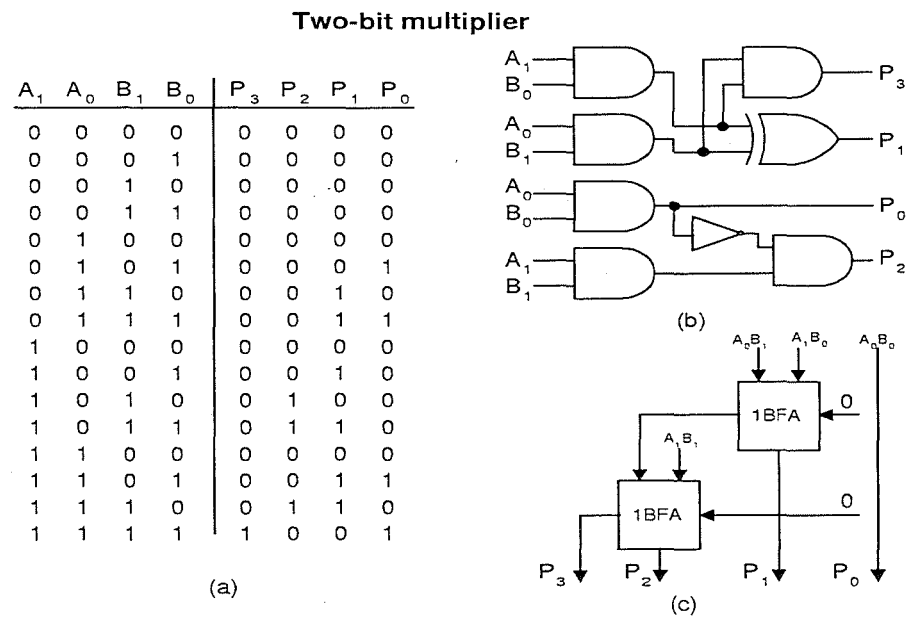 Two-bit multiplier
A₁ A₀ B₁ B₀ P₃ P₂ P₁ P₀
0 0 0 0 0 0 0 0
0 0 0 1 0 0 0 0
0 0 1 0 0 0 0 0
0 0 1 1 0 0 0 0
0 1 0 0 0 0 0 0
0 1 0 1 0 0 0 1
0 1 1 0 0 0 1 0
0 1 1 1 0 0 1 1
1 0 0 0 0 0 0 0
1 0 0 1 0 0 1 0
1 0 1 0 0 1 0 0
1 0 1 1 0 1 1 0
1 1 0 0 0 0 0 0
1 1 0 1 0 0 1 1
1 1 1 0 0 1 1 0
1 1 1 1 1 0 0 1
(a)
A₁
B₀
P₃
A₀
B₁
P₁
A₀
B₀
P₀
A₁
B₁
P₂
(b)
A₀B₁ A₁B₀ A₀B₀
1BFA 0
A₁B₁
1BFA 0
P₃ P₂ P₁ P₀
(c)